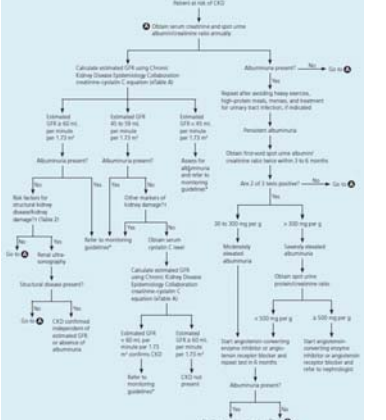 Patient at risk of CKD
A Obtain serum creatinine and spot urine
albumin/creatinine ratio annually
Calculate estimated GFR using Chronic
Kidney Disease Epidemiology Collaboration
creatinine-cystatin C equation (eTable A)
Albuminuria present?
No
Go to A
Yes
Repeat after avoiding heavy exercise,
high-protein meals, menses, and treatment
for urinary tract infection, if indicated
Persistent albuminuria
Obtain first-void spot urine albumin/
creatinine ratio twice within 3 to 6 months
Are 2 of 3 tests positive?
No
Go to A
Yes
Estimated
GFR ≥ 60 mL
per minute
per 1.73 m²
Estimated
GFR 45 to 59 mL
per minute
per 1.73 m²
Estimated
GFR < 45 mL
per minute
per 1.73 m²
Albuminuria present?
Albuminuria present?
Assess for
albuminuria
and refer to
monitoring
guidelines*
No
Yes
No
Yes
Risk factors for
structural kidney
disease/kidney
damage?† (Table 2)
Other markers of
kidney damage?†
Yes
No
No
Yes
Go to A
Renal ultra-
sonography
Refer to monitoring
guidelines*
Obtain serum
cystatin C level
Structural disease present?
Calculate estimated GFR
using Chronic Kidney Disease
Epidemiology Collaboration
creatinine-cystatin C
equation (eTable A)
No
Yes
Go to A
CKD confirmed
independent of
estimated GFR
or absence of
albuminuria
Estimated GFR
< 60 mL per
minute per 1.73
m² confirms CKD
Estimated
GFR ≥ 60 mL
per minute
per 1.73 m²
Refer to
monitoring
guidelines*
CKD not
present
30 to 300 mg per g
> 300 mg per g
Moderately
elevated
albuminuria
Severely elevated
albuminuria
Obtain spot urine
protein/creatinine ratio
< 500 mg per g
≥ 500 mg per g
Start angiotensin-converting
enzyme inhibitor or angio-
tensin receptor blocker and
repeat test in 6 months
Start angiotensin-
converting enzyme
inhibitor or angiotensin
receptor blocker and
refer to nephrologist
Albuminuria present?
Yes
No